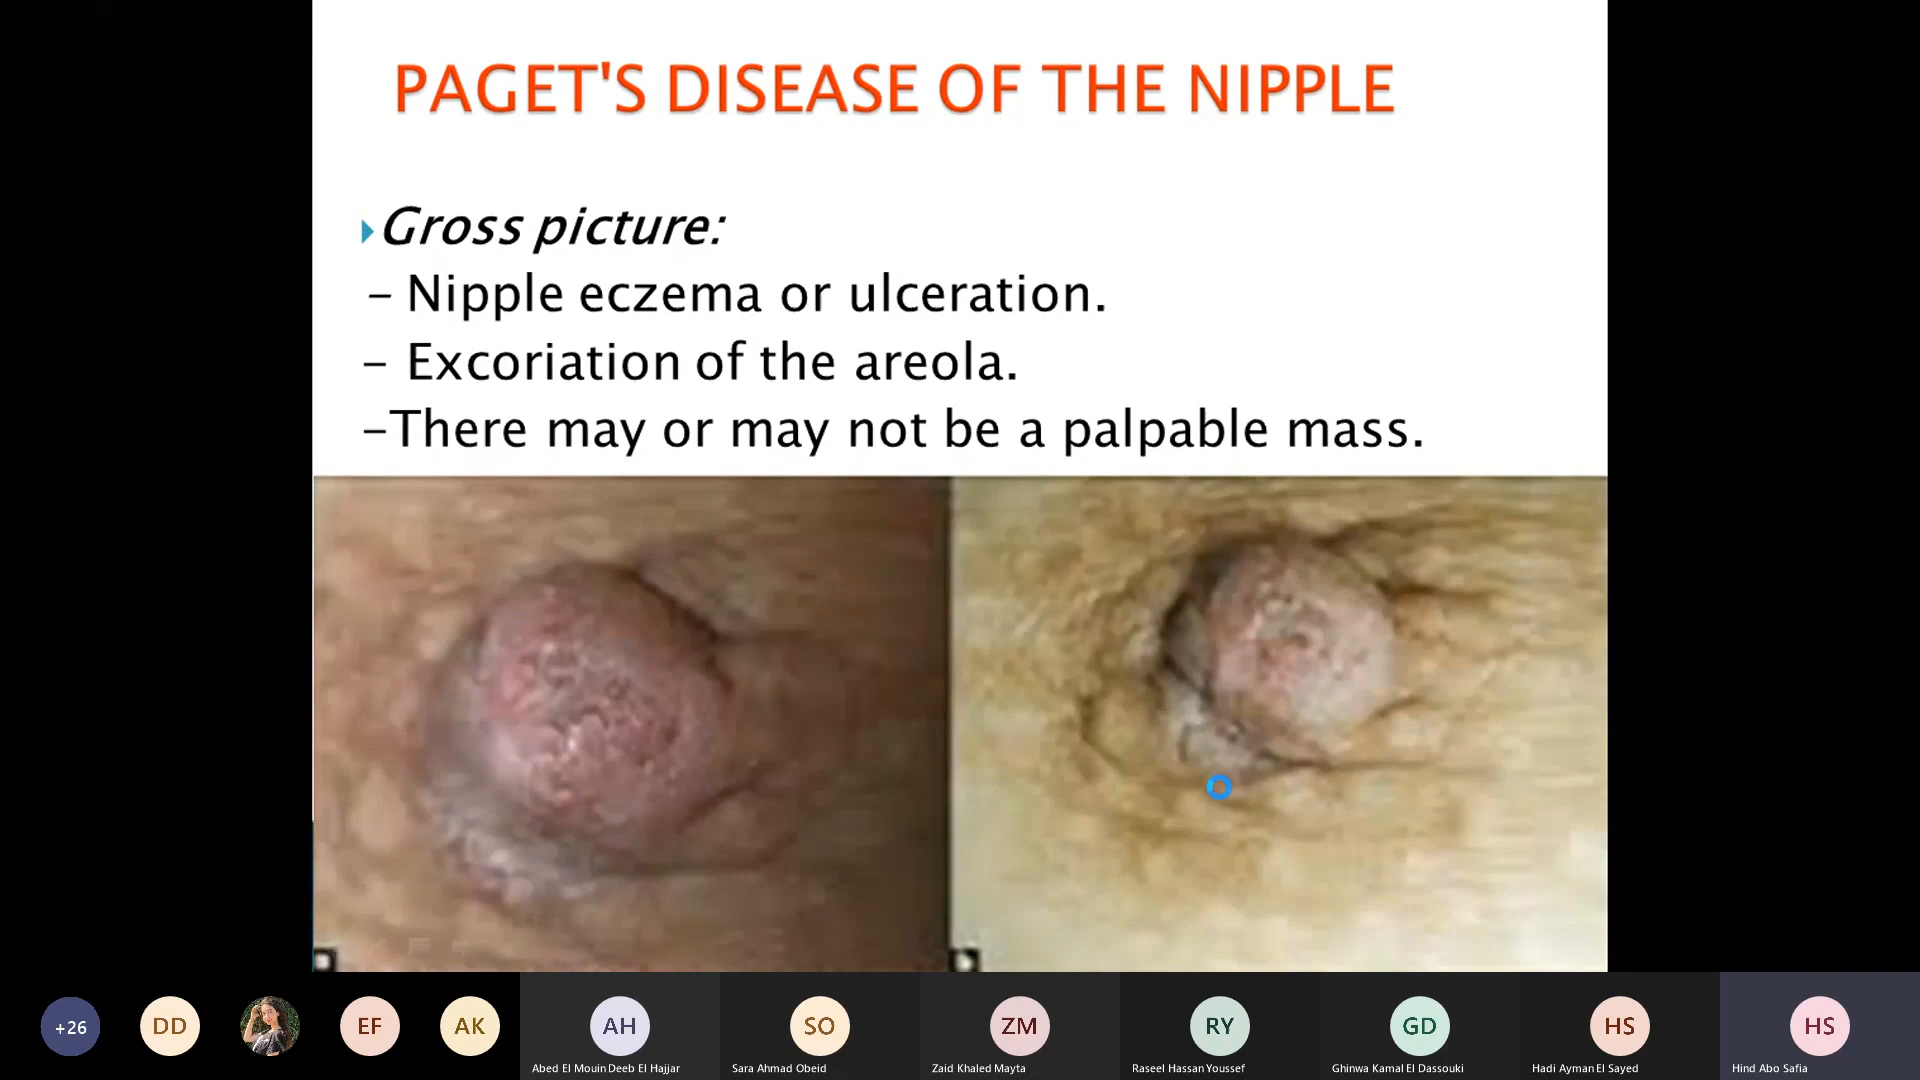 PAGET'S DISEASE OF THE NIPPLE
Gross picture:
- Nipple eczema or ulceration.
- Excoriation of the areola.
-There may or may not be a palpable mass.
+26
DD
EF
AK
AH
SO
ZM
RY
GD
HS
HS
Abed El Mouin Deeb El Hajjar
Sara Ahmad Obeid
Zaid Khaled Mayta
Raseel Hassan Youssef
Ghinwa Kamal El Dassouki
Hadi Ayman El Sayed
Hind Abo Safia